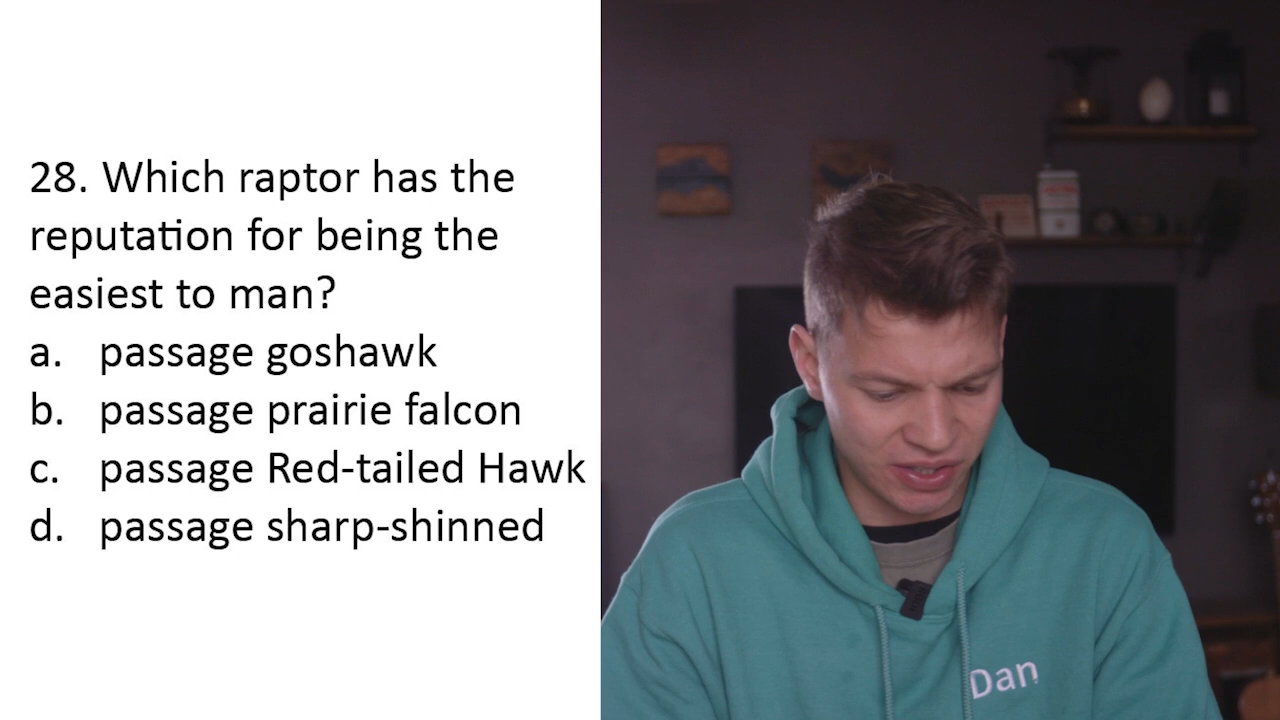 28. Which raptor has the
reputation for being the
easiest to man?
a. passage goshawk
b. passage prairie falcon
c. passage Red-tailed Hawk
d. passage sharp-shinned
Dan